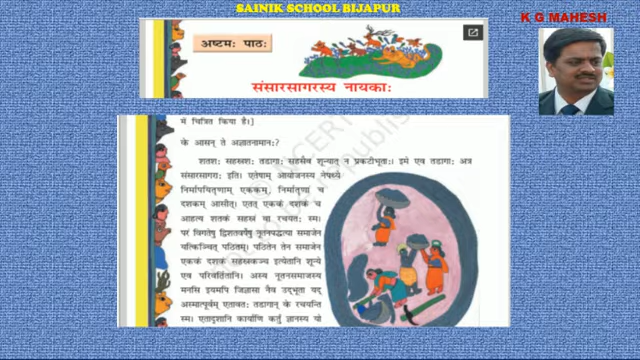 SAINIK SCHOOL BIJAPUR
K G MAHESH
अष्टमः पाठः
संसारसागरस्य नायकाः
में चित्रित किया है।]
के आसन् ते अज्ञातनामानः?
शतशः सहस्रशः तडागाः सहसैव शून्यात् न प्रकटीभूताः। इमे एव तडागाः अत्र
संसारसागराः इति। एतेषाम् आयोजनस्य नेपथ्ये
निर्मापयितॄणाम् एककम्, निर्मातॄणां च
दशकम् आसीत्। एतत् एककं दशकं च
आहत्य शतकं सहस्रं वा रचयतः स्म।
परं विगतेषु द्विशतवर्षेषु नूतनपद्धत्या समाजेन
यत्किञ्चित् पठितम्। पठितेन तेन समाजेन
एककं दशकं सहस्रकञ्च इत्येतानि शून्ये
एव परिवर्तितानि। अस्य नूतनसमाजस्य
मनसि इयमपि जिज्ञासा नैव उद्भूता यद्
अस्मात्पूर्वम् एतावतः तडागान् के रचयन्ति
स्म। एतादृशानि कार्याणि कर्तुं ज्ञानस्य यो